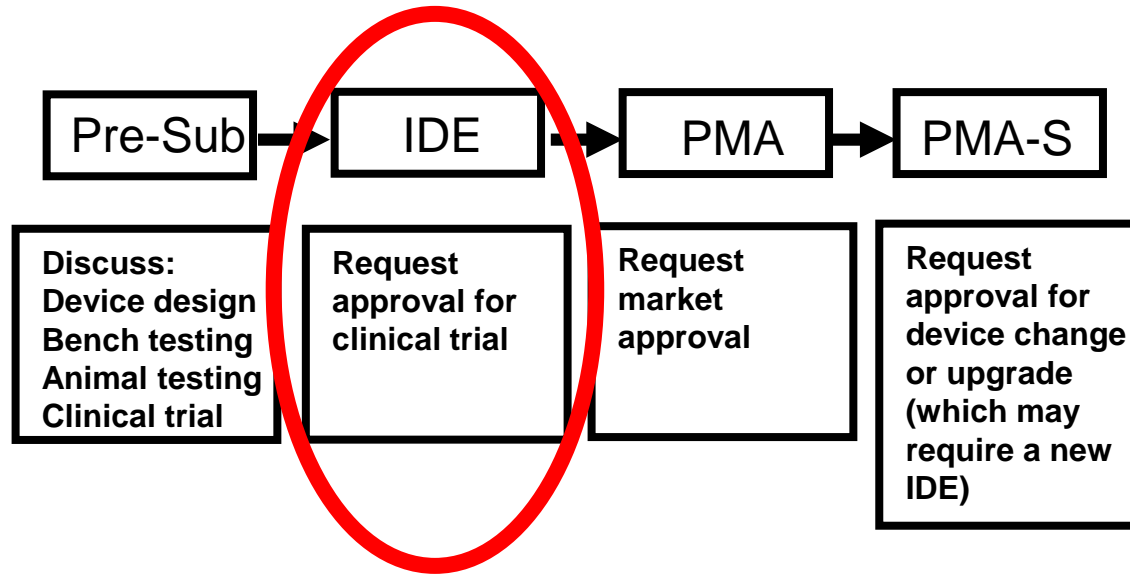 Pre-Sub
IDE
PMA
PMA-S
Discuss:
Device design
Bench testing
Animal testing
Clinical trial
Request
approval for
clinical trial
Request
market
approval
Request
approval for
device change
or upgrade
(which may
require a new
IDE)